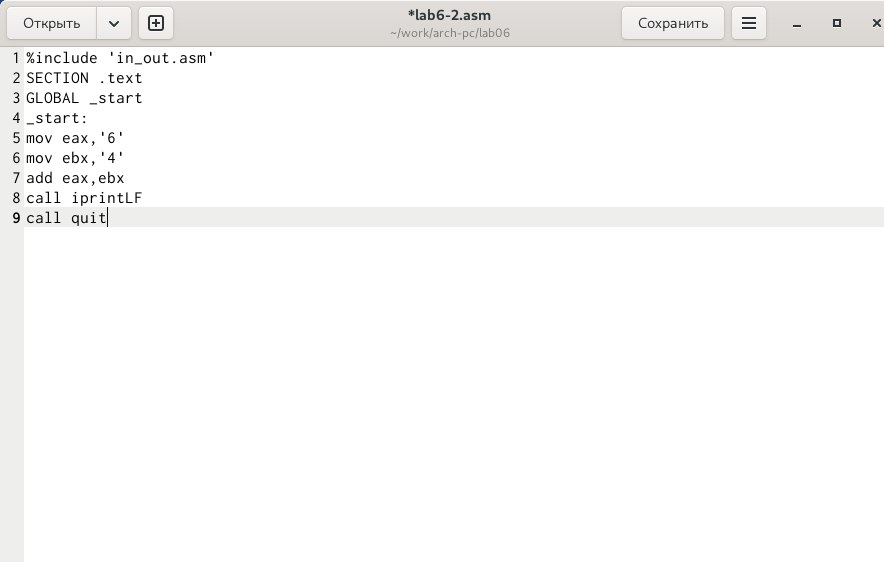 Открыть
*lab6-2.asm
~/work/arch-pc/lab06
Сохранить
1 %include 'in_out.asm'
2 SECTION .text
3 GLOBAL _start
4 _start:
5 mov eax,'6'
6 mov ebx,'4'
7 add eax,ebx
8 call iprintLF
9 call quit